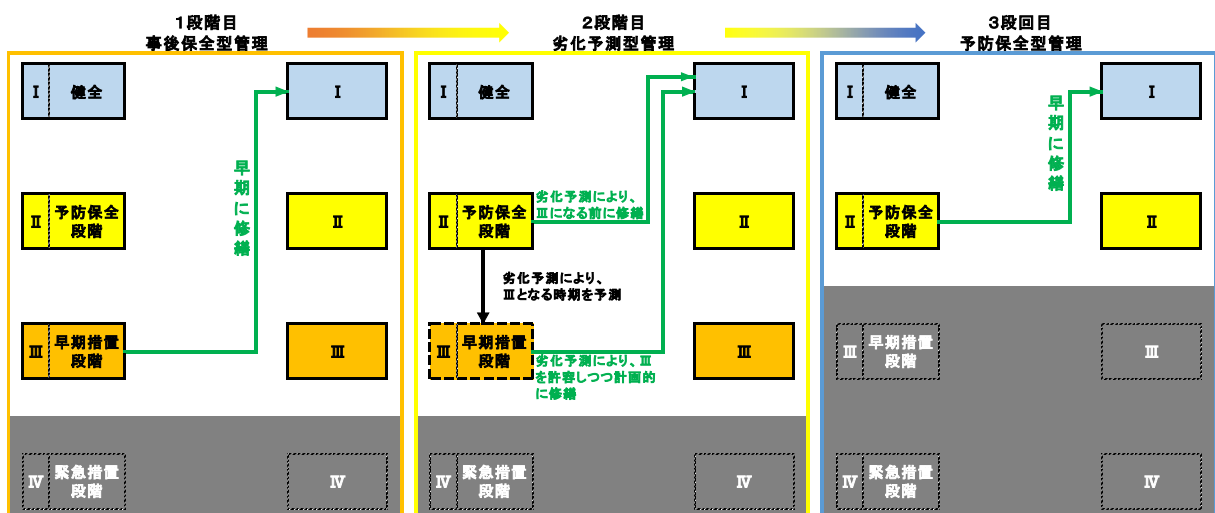 1段階目
事後保全型管理
Ⅰ
健全
Ⅰ
早期に修繕
Ⅱ
予防保全
段階
Ⅱ
Ⅲ
早期措置
段階
Ⅲ
Ⅳ
緊急措置
段階
Ⅳ
2段階目
劣化予測型管理
Ⅰ
健全
Ⅰ
劣化予測により、
Ⅲになる前に修繕
Ⅱ
予防保全
段階
Ⅱ
劣化予測により、
Ⅲとなる時期を予測
Ⅲ
早期措置
段階
Ⅲ
劣化予測により、Ⅲ
を許容しつつ計画的
に修繕
Ⅳ
緊急措置
段階
Ⅳ
3段回目
予防保全型管理
Ⅰ
健全
Ⅰ
早期に修繕
Ⅱ
予防保全
段階
Ⅱ
Ⅲ
早期措置
段階
Ⅲ
Ⅳ
緊急措置
段階
Ⅳ